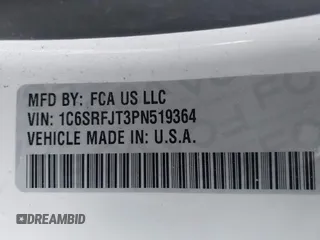 MFD BY: FCA US LLC
VIN: 1C6SRFJT3PN519364
VEHICLE MADE IN: U.S.A.
DREAMBID